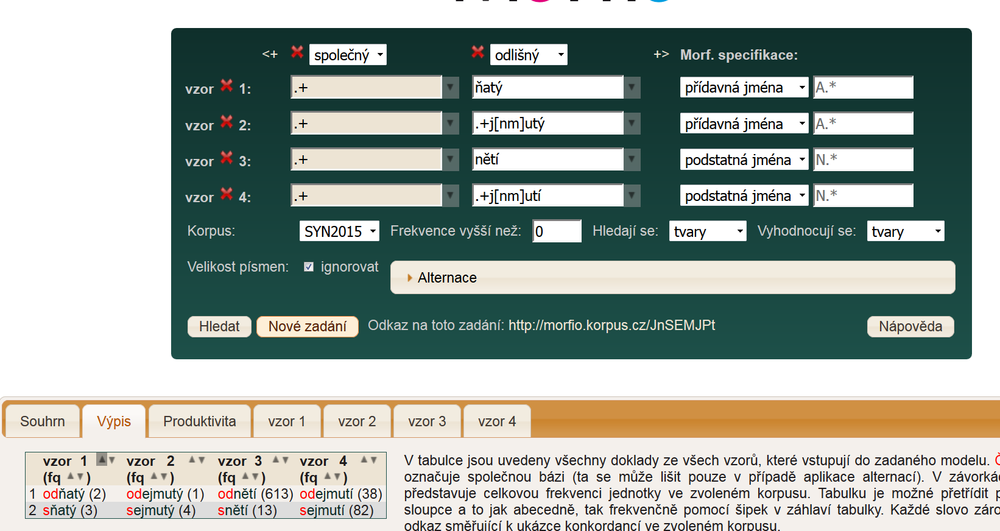 <+ společný odlišný +> Morf. specifikace:
vzor 1: .+ ňatý přídavná jména A.*
vzor 2: .+ .+j[nm]utý přídavná jména A.*
vzor 3: .+ nětí podstatná jména N.*
vzor 4: .+ .+j[nm]utí podstatná jména N.*
Korpus: SYN2015 Frekvence vyšší než: 0 Hledají se: tvary Vyhodnocují se: tvary
Velikost písmen: ignorovat Alternace
Hledat Nové zadání Odkaz na toto zadání: http://morfio.korpus.cz/JnSEMJPt Nápověda
Souhrn Výpis Produktivita vzor 1 vzor 2 vzor 3 vzor 4
vzor 1 vzor 2 vzor 3 vzor 4
(fq ) (fq ) (fq ) (fq )
1 odňatý (2) odejmutý (1) odnětí (613) odejmutí (38)
2 sňatý (3) sejmutý (4) snětí (13) sejmutí (82)
V tabulce jsou uvedeny všechny doklady ze všech vzorů, které vstupují do zadaného modelu.
označuje společnou bázi (ta se může lišit pouze v případě aplikace alternací). V
představuje celkovou frekvenci jednotky ve zvoleném korpusu. Tabulku je možné přetřídit
sloupce a to jak abecedně, tak frekvenčně pomocí šipek v záhlaví tabulky. Každé slovo
odkaz směřující k ukázce konkordancí ve zvoleném korpusu.